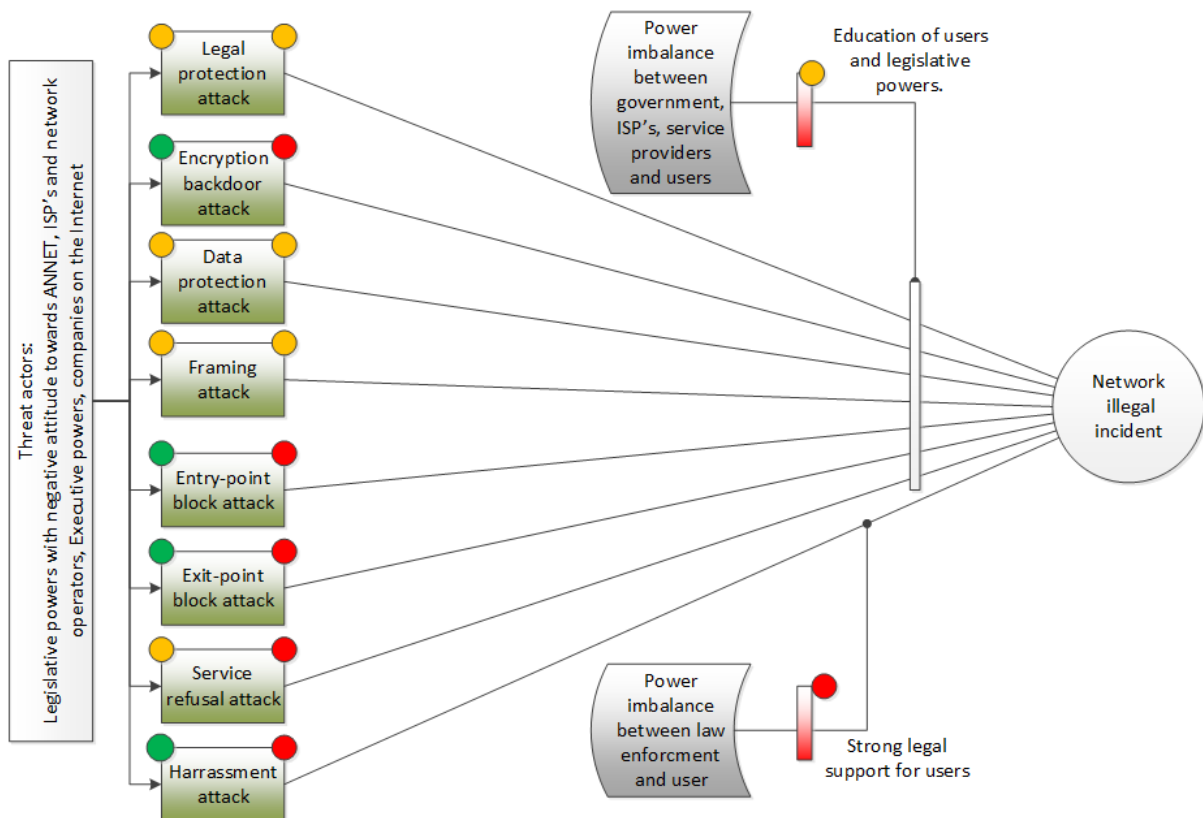 Threat actors:
Legislative powers with negative attitude towards ANNET, ISP's and network
operators, Executive powers, companies on the Internet
Legal
protection
attack
Encryption
backdoor
attack
Data
protection
attack
Framing
attack
Entry-point
block attack
Exit-point
block attack
Service
refusal attack
Harrassment
attack
Power
imbalance
between
government,
ISP's, service
providers
and users
Education of users
and legislative
powers.
Network
illegal
incident
Power
imbalance
between law
enforcment
and user
Strong legal
support for users